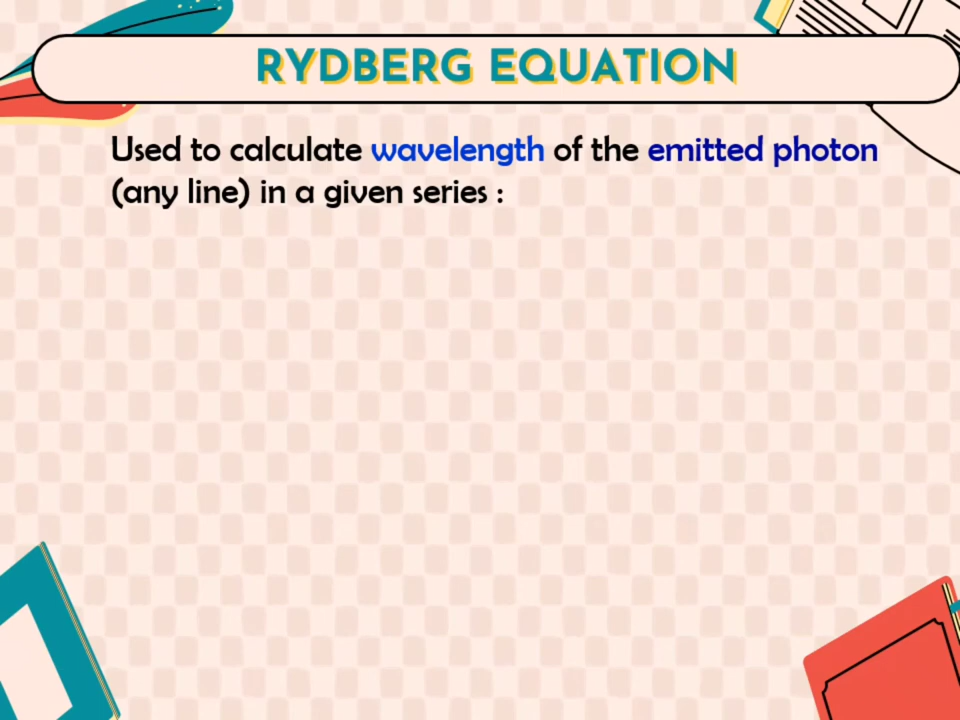 RYDBERG EQUATION
Used to calculate wavelength of the emitted photon
(any line) in a given series :